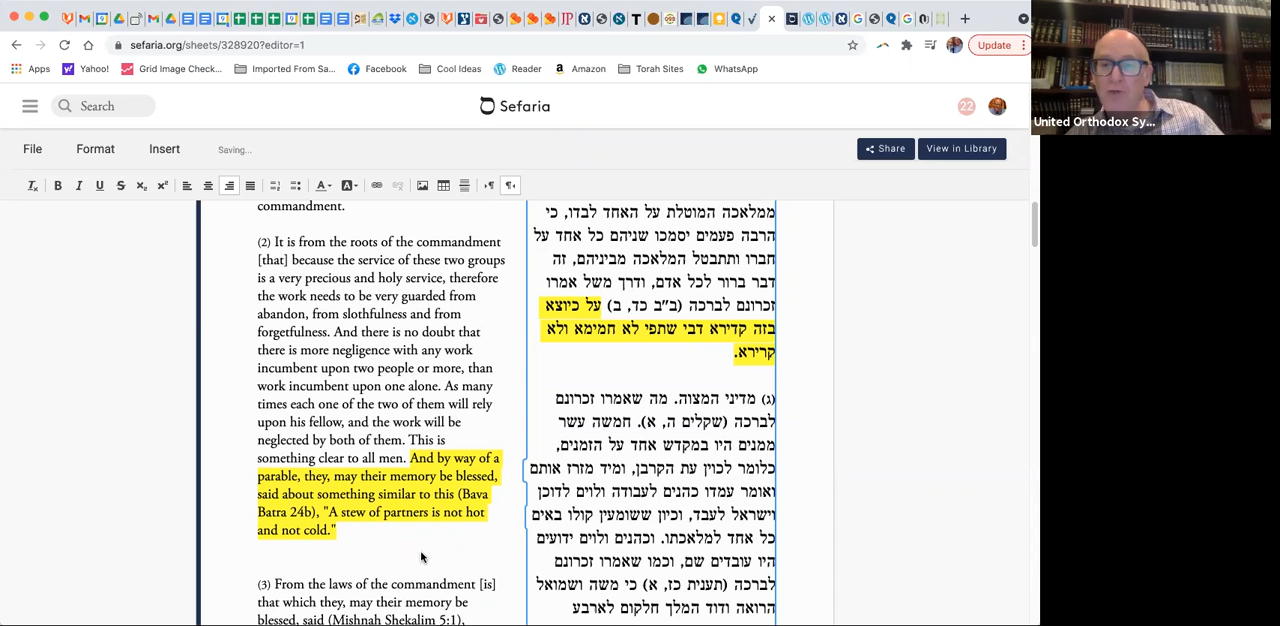 sefaria.org/sheets/328920?editor=1
Update
Apps
Yahoo!
Grid Image Check...
Imported From Sa...
Facebook
Cool Ideas
Reader
Amazon
Torah Sites
WhatsApp
Search
Sefaria
22
United Orthodox Sy...
File
Format
Insert
Saving...
Share
View in Library
commandment.
(2) It is from the roots of the commandment
[that] because the service of these two groups
is a very precious and holy service, therefore
the work needs to be very guarded from
abandon, from slothfulness and from
forgetfulness. And there is no doubt that
there is more negligence with any work
incumbent upon two people or more, than
work incumbent upon one alone. As many
times each one of the two of them will rely
upon his fellow, and the work will be
neglected by both of them. This is
something clear to all men. And by way of a
parable, they, may their memory be blessed,
said about something similar to this (Bava
Batra 24b), "A stew of partners is not hot
and not cold."
(3) From the laws of the commandment [is]
that which they, may their memory be
blessed, said (Mishnah Shekalim 5:1),
ממלאכה המוטלת על האחד לבדו, כי
הרבה פעמים יסמכו שניהם כל אחד על
חברו ותתבטל המלאכה מביניהם, זה
דבר ברור לכל אדם, ודרך משל אמרו
זכרונם לברכה (ב"ב כד, ב) על כיוצא
בזה קדירא דבי שתפי לא חמימא ולא
קרירא.
(ג) מדיני המצוה. מה שאמרו זכרונם
לברכה (שקלים ה, א). חמשה עשר
ממנים היו במקדש אחד על הזמנים,
כלומר לכוין עת הקרבן, ומיד מזרז אותם
ואומר עמדו כהנים לעבודה ולוים לדוכן
וישראל לעבד, וכיון ששומעין קולו באים
כל אחד למלאכתו. וכהנים ולוים ידועים
היו עובדים שם, וכמו שאמרו זכרונם
לברכה (תענית כז, א) כי משה ושמואל
הרואה ודוד המלך חלקום לארבע